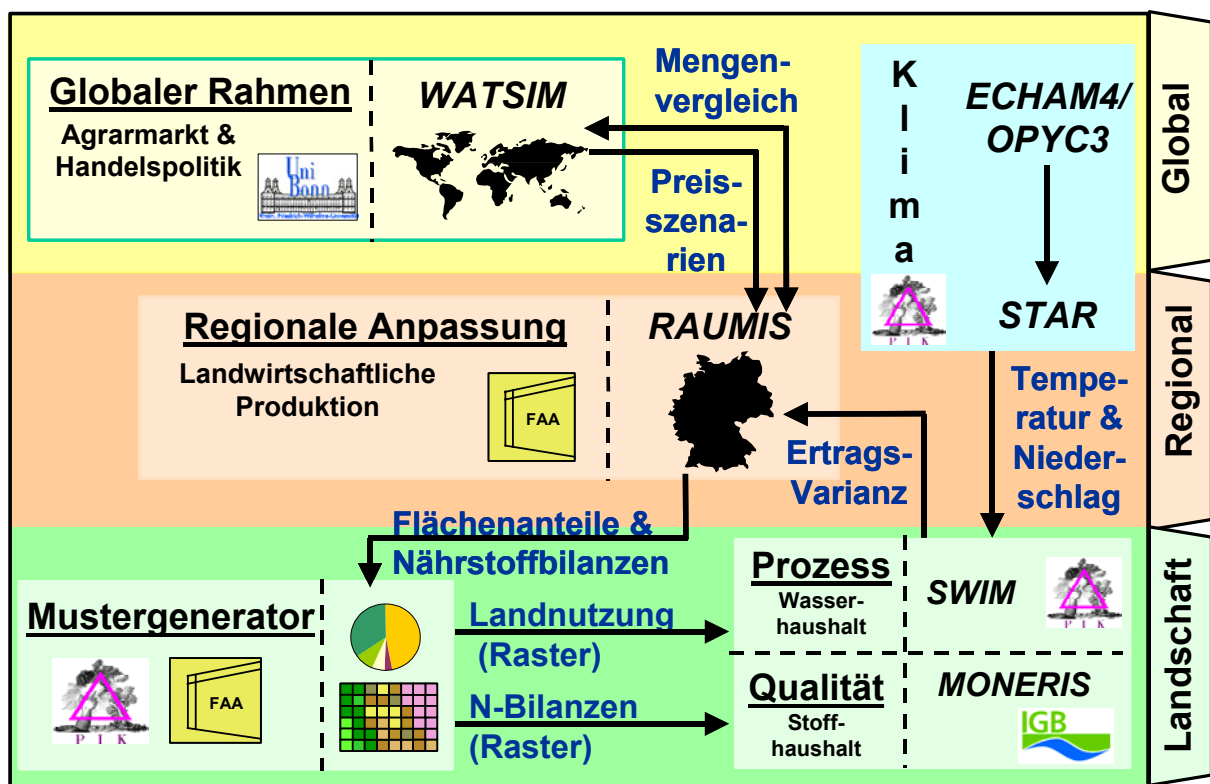 Globaler Rahmen
Agrarmarkt &
Handelspolitik
Uni
Bonn
WATSIM
Mengen-
vergleich
Preis-
szena-
rien
K
l
i
m
a
ECHAM4/
OPYC3
P I K
STAR
Global
Regionale Anpassung
Landwirtschaftliche
Produktion
FAA
RAUMIS
Ertrags-
Varianz
Tempe-
ratur &
Nieder-
schlag
Regional
Flächenanteile &
Nährstoffbilanzen
Mustergenerator
P I K
FAA
Landnutzung
(Raster)
N-Bilanzen
(Raster)
Prozess
Wasser-
haushalt
SWIM
P I K
Qualität
Stoff-
haushalt
MONERIS
IGB
Landschaft